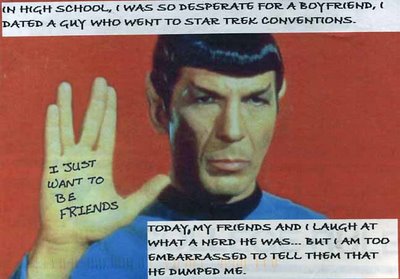 IN HIGH SCHOOL, I WAS SO DESPERATE FOR A BOYFRIEND, I
DATED A GUY WHO WENT TO STAR TREK CONVENTIONS.
I JUST
WANT TO
BE
FRIENDS
TODAY, MY FRIENDS AND I LAUGH AT
WHAT A NERD HE WAS... BUT I AM TOO
EMBARRASSED TO TELL THEM THAT
HE DUMPED ME.